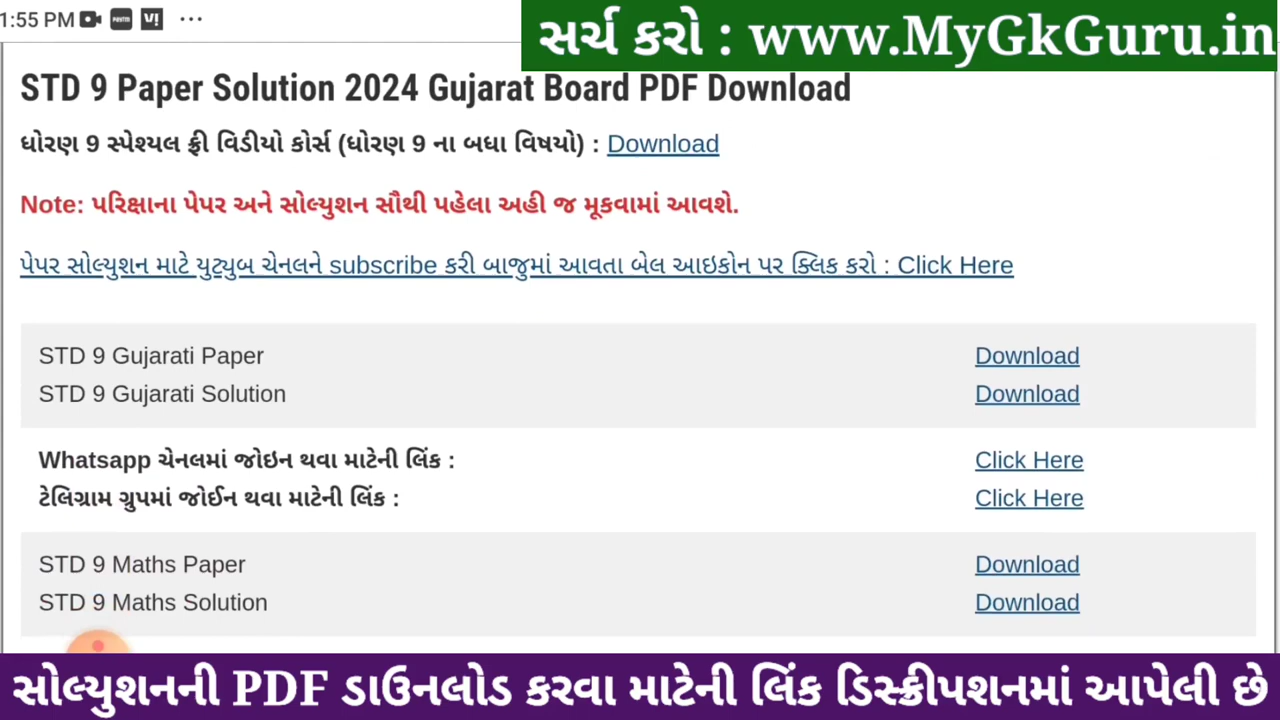 1:55 PM
સર્ચ કરો : www.MyGkGuru.in
STD 9 Paper Solution 2024 Gujarat Board PDF Download
ધોરણ 9 સ્પેશ્યલ ફ્રી વિડીયો કોર્સ (ધોરણ 9 ના બધા વિષયો) : Download
Note: પરિક્ષાના પેપર અને સોલ્યુશન સૌથી પહેલા અહી જ મૂકવામાં આવશે.
પેપર સોલ્યુશન માટે યુટ્યુબ ચેનલને subscribe કરી બાજુમાં આવતા બેલ આઇકોન પર ક્લિક કરો : Click Here
STD 9 Gujarati Paper Download
STD 9 Gujarati Solution Download
Whatsapp ચેનલમાં જોઇન થવા માટેની લિંક : Click Here
ટેલિગ્રામ ગ્રુપમાં જોઈન થવા માટેની લિંક : Click Here
STD 9 Maths Paper Download
STD 9 Maths Solution Download
સોલ્યુશનની PDF ડાઉનલોડ કરવા માટેની લિંક ડિસ્ક્રીપશનમાં આપેલી છે